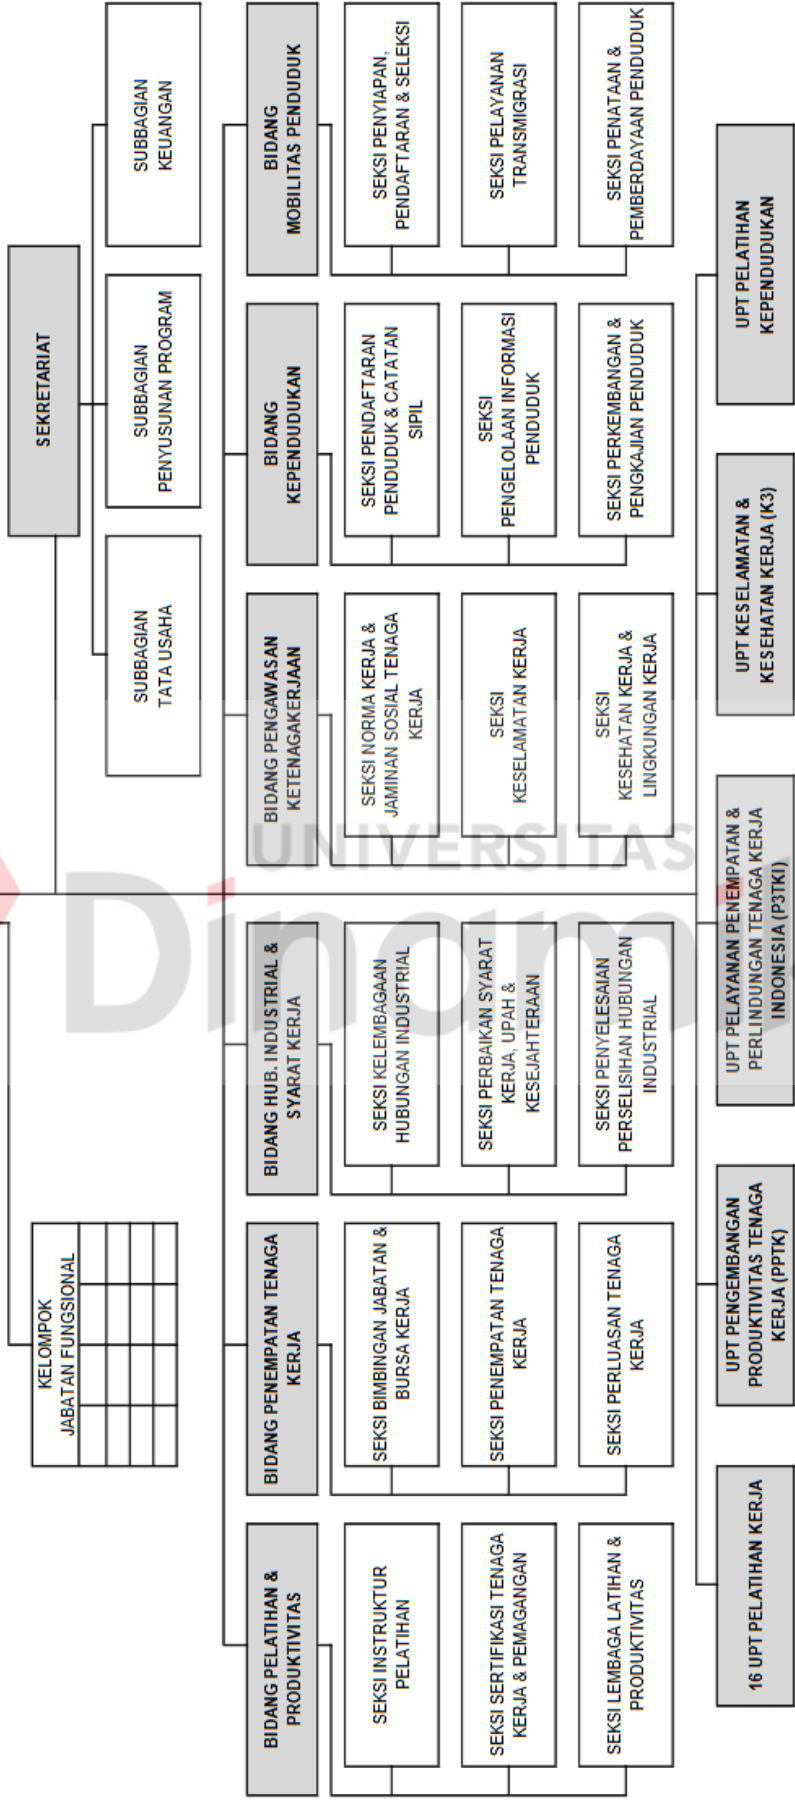 SEKRETARIAT
SUBBAGIAN
TATA USAHA
SUBBAGIAN
PENYUSUNAN PROGRAM
SUBBAGIAN
KEUANGAN
KELOMPOK
JABATAN FUNGSIONAL
BIDANG PELATIHAN &
PRODUKTIVITAS
SEKSI INSTRUKTUR
PELATIHAN
SEKSI SERTIFIKASI TENAGA
KERJA & PEMAGANGAN
SEKSI LEMBAGA LATIHAN &
PRODUKTIVITAS
BIDANG PENEMPATAN TENAGA
KERJA
SEKSI BIMBINGAN JABATAN &
BURSA KERJA
SEKSI PENEMPATAN TENAGA
KERJA
SEKSI PERLUASAN TENAGA
KERJA
BIDANG HUB. INDUSTRIAL &
SYARAT KERJA
SEKSI KELEMBAGAAN
HUBUNGAN INDUSTRIAL
SEKSI PERBAIKAN SYARAT
KERJA, UPAH &
KESEJAHTERAAN
SEKSI PENYELESAIAN
PERSELISIHAN HUBUNGAN
INDUSTRIAL
BIDANG PENGAWASAN
KETENAGAKERJAAN
SEKSI NORMA KERJA &
JAMINAN SOSIAL TENAGA
KERJA
SEKSI
KESELAMATAN KERJA
SEKSI
KESEHATAN KERJA &
LINGKUNGAN KERJA
BIDANG
KEPENDUDUKAN
SEKSI PENDAFTARAN
PENDUDUK & CATATAN
SIPIL
SEKSI
PENGELOLAAN INFORMASI
PENDUDUK
SEKSI PERKEMBANGAN &
PENGKAJIAN PENDUDUK
BIDANG
MOBILITAS PENDUDUK
SEKSI PENYIAPAN,
PENDAFTARAN & SELEKSI
SEKSI PELAYANAN
TRANSMIGRASI
SEKSI PENATAAN &
PEMBERDAYAAN PENDUDUK
16 UPT PELATIHAN KERJA
UPT PENGEMBANGAN
PRODUKTIVITAS TENAGA
KERJA (PPTK)
UPT PELAYANAN PENEMPATAN &
PERLINDUNGAN TENAGA KERJA
INDONESIA (P3TKI)
UPT KESELAMATAN &
KESEHATAN KERJA (K3)
UPT PELATIHAN
KEPENDUDUKAN
UNIVERSITAS
Dinami